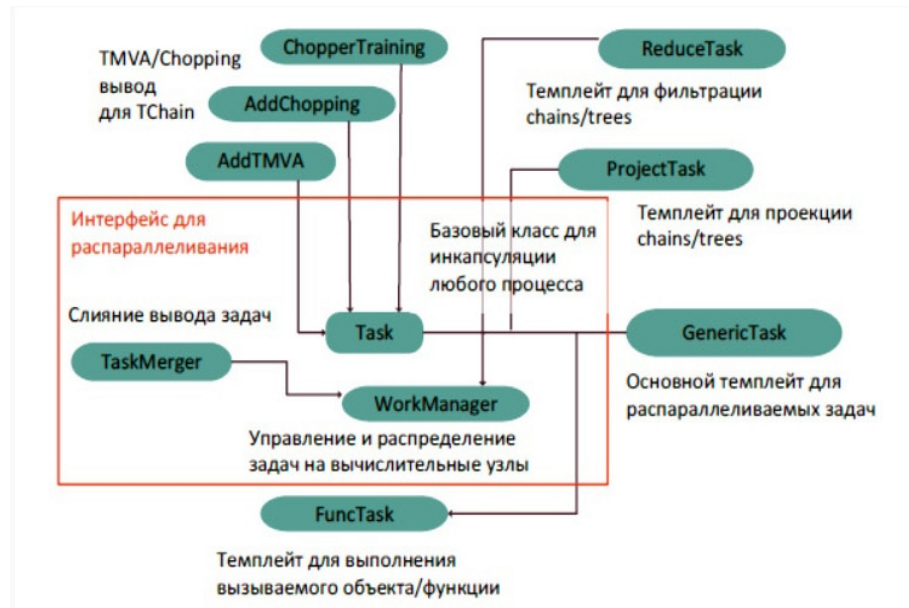 ChopperTraining
ReduceTask
TMVA/Chopping
вывод
для TChain
AddChopping
Темплейт для фильтрации
chains/trees
AddTMVA
ProjectTask
Интерфейс для
распараллеливания
Темплейт для проекции
chains/trees
Базовый класс для
инкапсуляции
любого процесса
Слияние вывода задач
Task
GenericTask
TaskMerger
WorkManager
Основной темплейт для
распараллеливаемых задач
Управление и распределение
задач на вычислительные узлы
FuncTask
Темплейт для выполнения
вызываемого объекта/функции